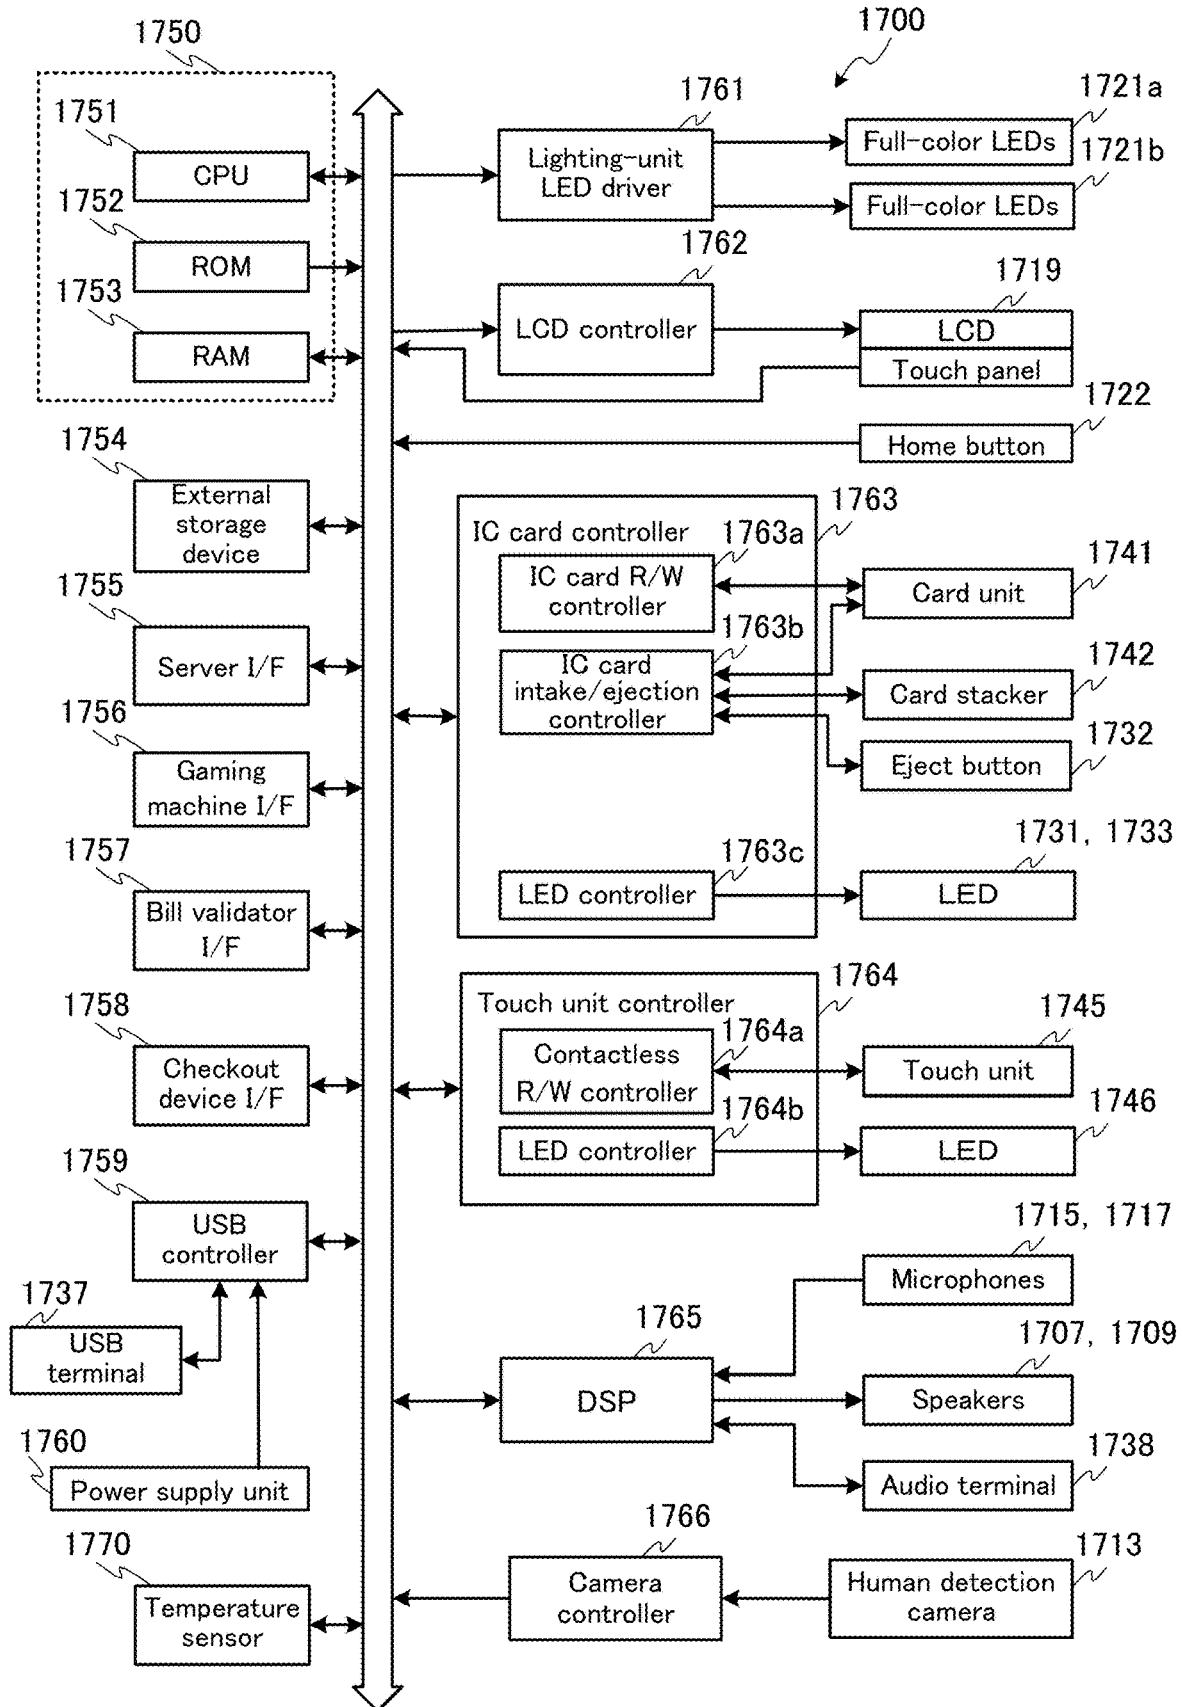 1700
1750
1751
CPU
1752
ROM
1753
RAM
1754
External
storage
device
1755
Server I/F
1756
Gaming
machine I/F
1757
Bill validator
I/F
1758
Checkout
device I/F
1759
USB
controller
1737
USB
terminal
1760
Power supply unit
1770
Temperature
sensor
1761
Lighting-unit
LED driver
1721a
Full-color LEDs
1721b
Full-color LEDs
1762
LCD controller
1719
LCD
Touch panel
1722
Home button
1763
IC card controller
1763a
IC card R/W
controller
1763b
IC card
intake/ejection
controller
1741
Card unit
1742
Card stacker
1732
Eject button
1763c
LED controller
1731, 1733
LED
1764
Touch unit controller
1764a
Contactless
R/W controller
1745
Touch unit
1764b
LED controller
1746
LED
1765
DSP
1715, 1717
Microphones
1707, 1709
Speakers
1738
Audio terminal
1766
Camera
controller
1713
Human detection
camera